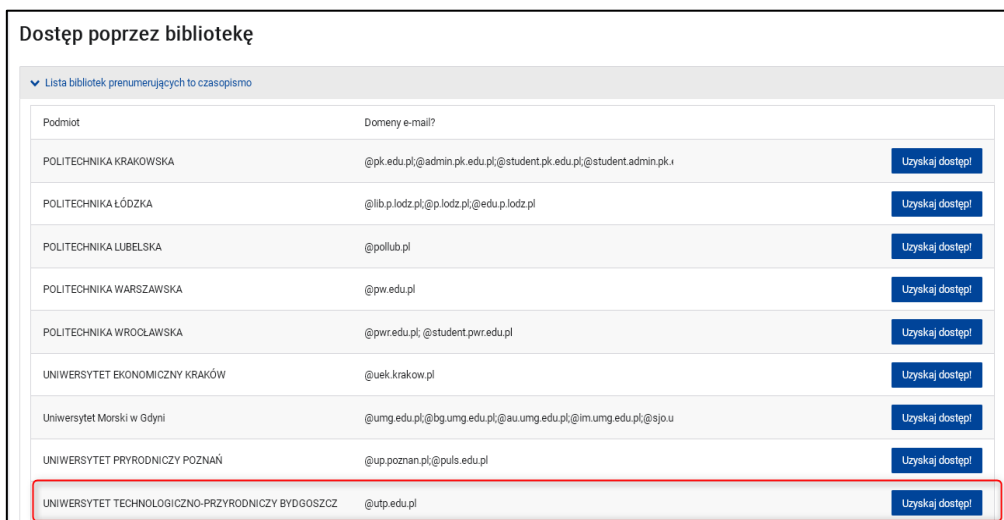 Dostęp poprzez bibliotekę
Lista bibliotek prenumerujących to czasopismo
Podmiot Domeny e-mail?
POLITECHNIKA KRAKOWSKA @pk.edu.pl;@admin.pk.edu.pl;@student.pk.edu.pl;@student.admin.pk. Uzyskaj dostęp!
POLITECHNIKA ŁÓDZKA @lib.p.lodz.pl;@p.lodz.pl;@edu.p.lodz.pl Uzyskaj dostęp!
POLITECHNIKA LUBELSKA @pollub.pl Uzyskaj dostęp!
POLITECHNIKA WARSZAWSKA @pw.edu.pl Uzyskaj dostęp!
POLITECHNIKA WROCŁAWSKA @pwr.edu.pl; @student.pwr.edu.pl Uzyskaj dostęp!
UNIWERSYTET EKONOMICZNY KRAKÓW @uek.krakow.pl Uzyskaj dostęp!
Uniwersytet Morski w Gdyni @umg.edu.pl;@bg.umg.edu.pl;@au.umg.edu.pl;@im.umg.edu.pl;@sjo.u Uzyskaj dostęp!
UNIWERSYTET PRYRODNICZY POZNAŃ @up.poznan.pl;@puls.edu.pl Uzyskaj dostęp!
UNIWERSYTET TECHNOLOGICZNO-PRZYRODNICZY BYDGOSZCZ @utp.edu.pl Uzyskaj dostęp!